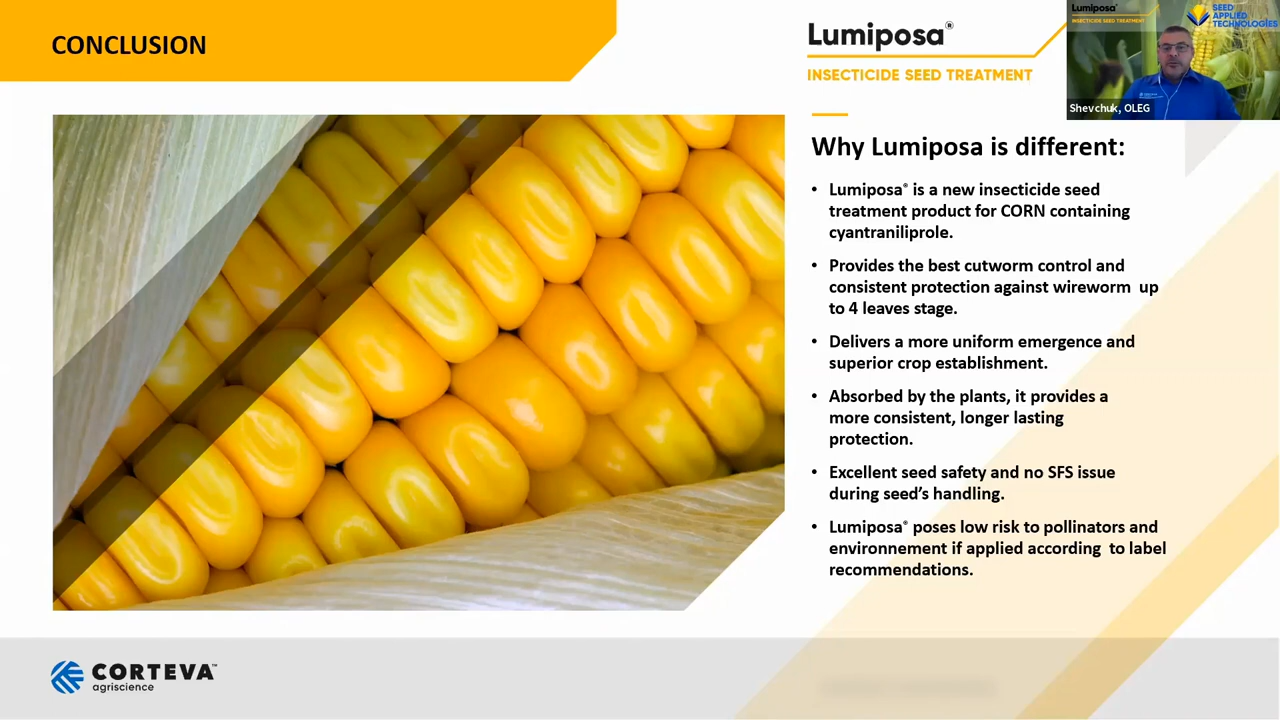 CONCLUSION
Lumiposa®
INSECTICIDE SEED TREATMENT
Lumiposa®
INSECTICIDE SEED TREATMENT
SEED
APPLIED
TECHNOLOGIES
Shevchuk, OLEG
Why Lumiposa is different:
• Lumiposa® is a new insecticide seed
treatment product for CORN containing
cyantraniliprole.
• Provides the best cutworm control and
consistent protection against wireworm up
to 4 leaves stage.
• Delivers a more uniform emergence and
superior crop establishment.
• Absorbed by the plants, it provides a
more consistent, longer lasting
protection.
• Excellent seed safety and no SFS issue
during seed’s handling.
• Lumiposa® poses low risk to pollinators and
environnement if applied according to label
recommendations.
CORTEVA™
agriscience